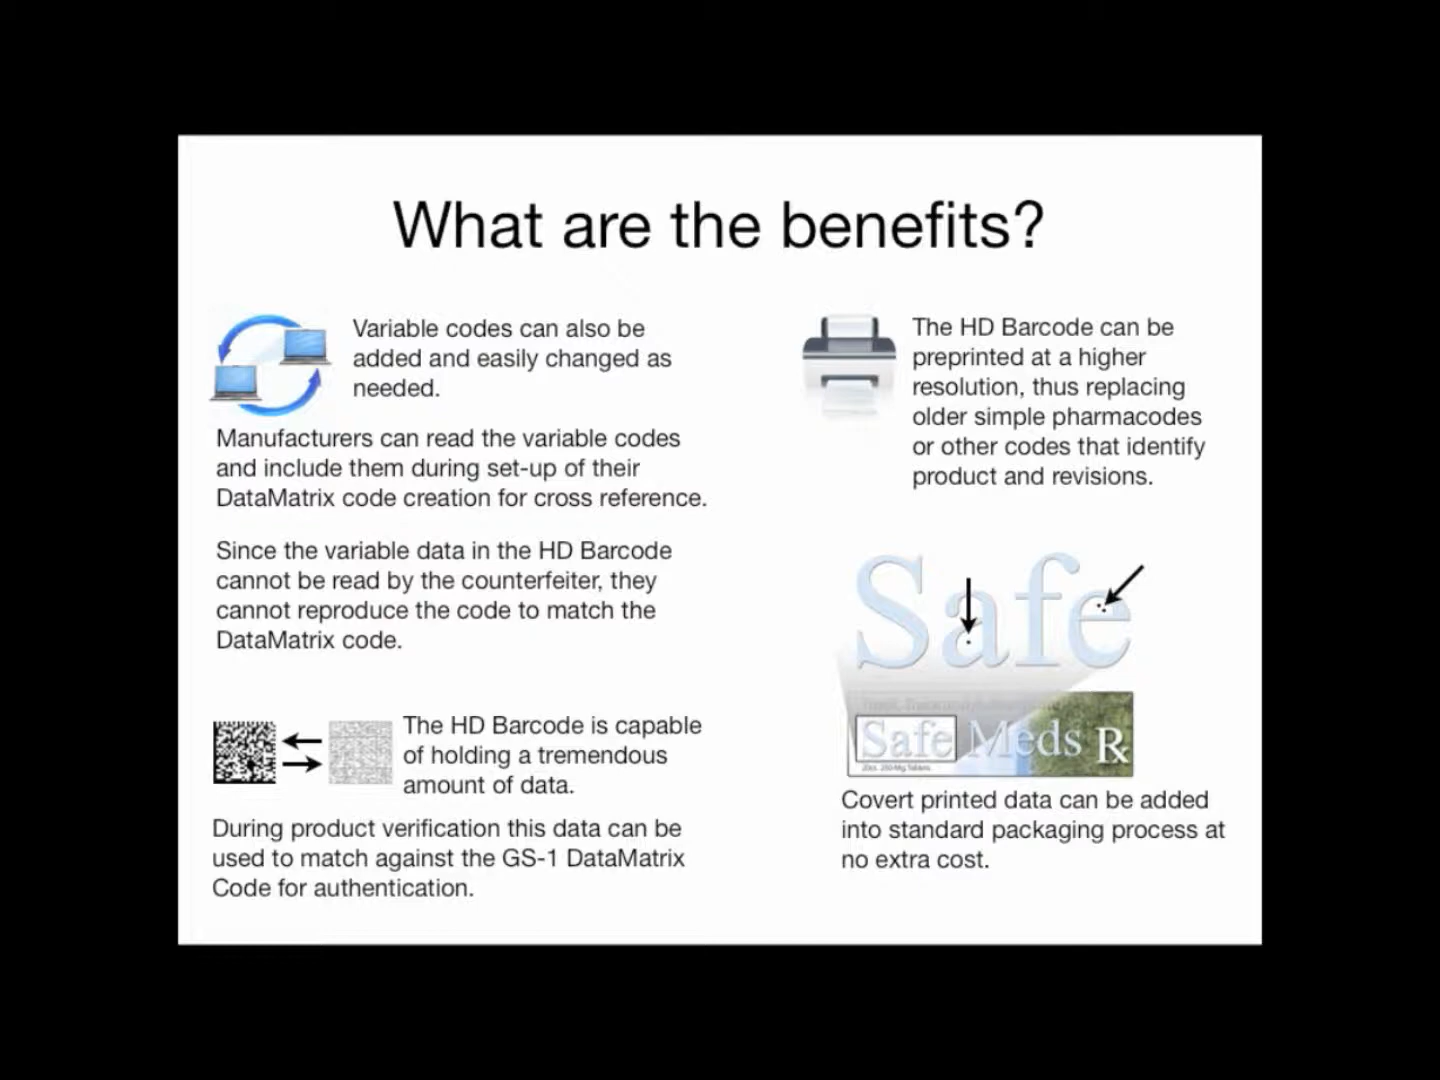 What are the benefits?
Variable codes can also be
added and easily changed as
needed.
Manufacturers can read the variable codes
and include them during set-up of their
DataMatrix code creation for cross reference.
Since the variable data in the HD Barcode
cannot be read by the counterfeiter, they
cannot reproduce the code to match the
DataMatrix code.
The HD Barcode is capable
of holding a tremendous
amount of data.
During product verification this data can be
used to match against the GS-1 DataMatrix
Code for authentication.
The HD Barcode can be
preprinted at a higher
resolution, thus replacing
older simple pharmacodes
or other codes that identify
product and revisions.
Safe
Safe Meds Rx
Covert printed data can be added
into standard packaging process at
no extra cost.